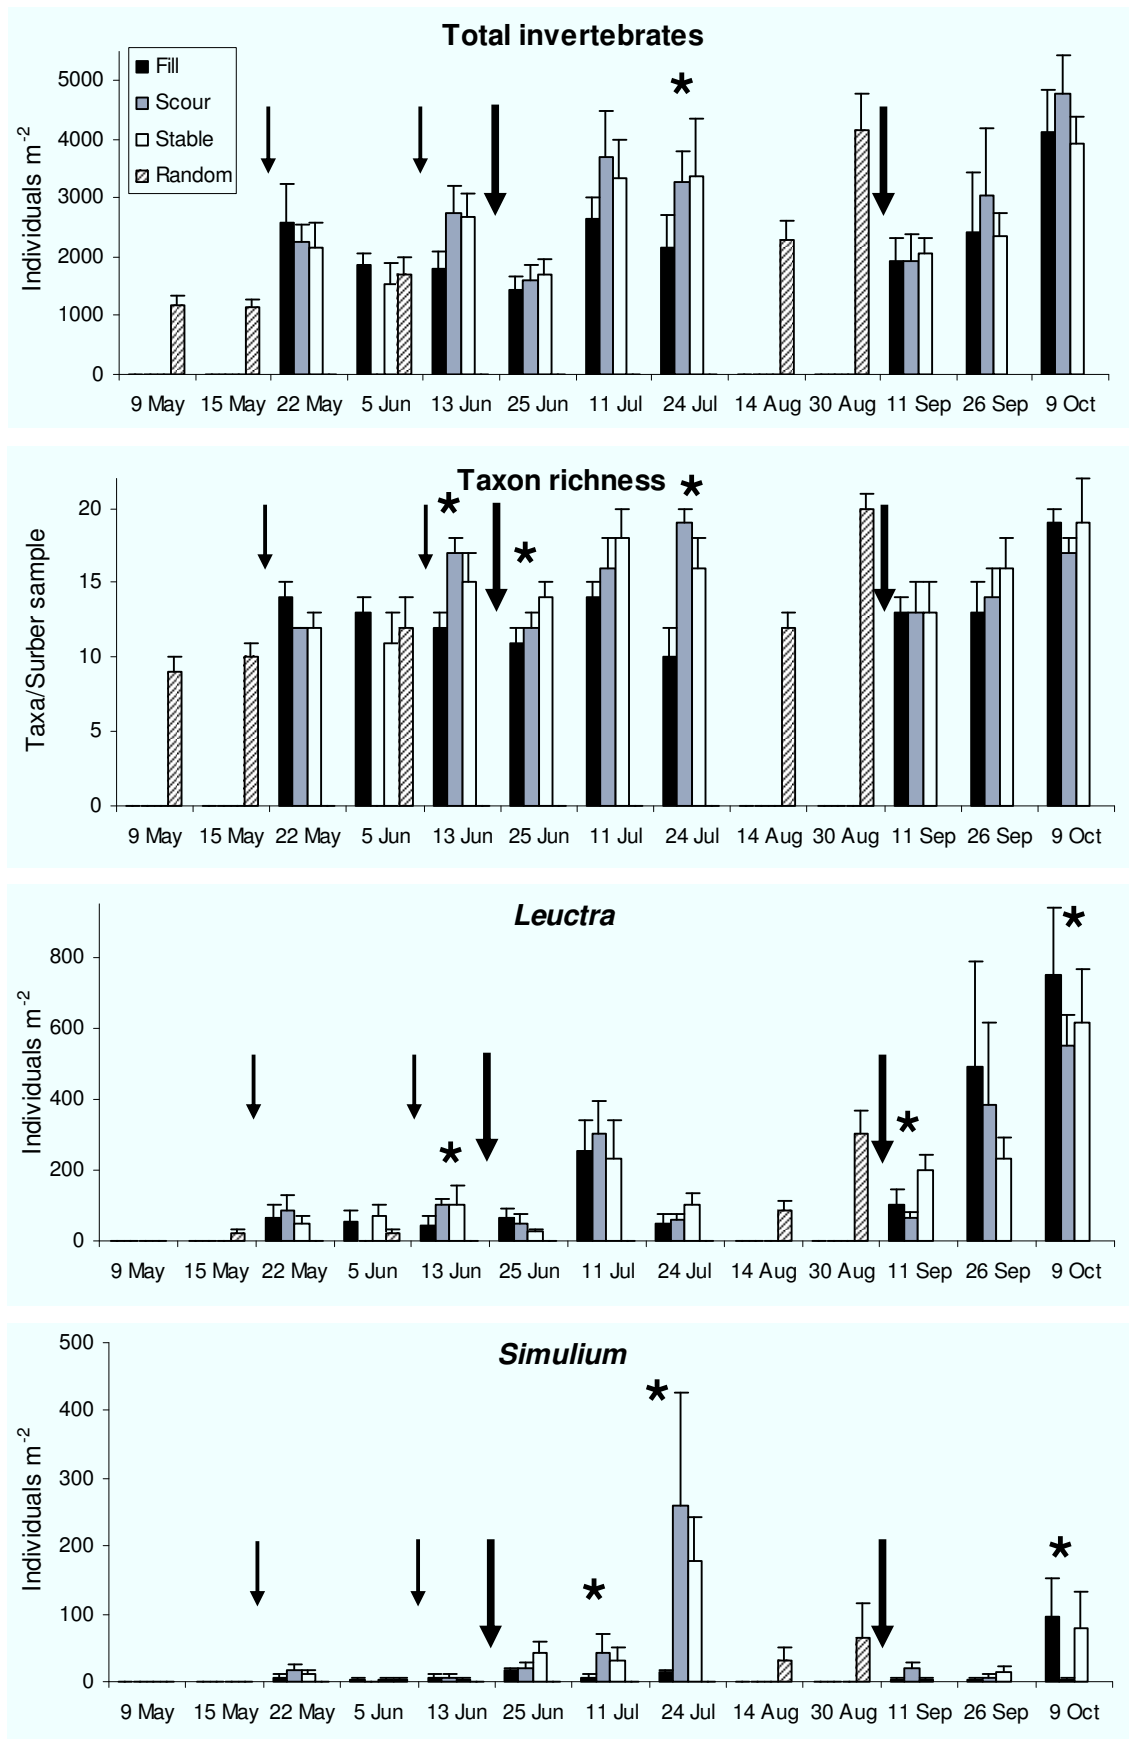 Total invertebrates
Fill
Scour
Stable
Random
Individuals m-2
5000
4000
3000
2000
1000
0
9 May 15 May 22 May 5 Jun 13 Jun 25 Jun 11 Jul 24 Jul 14 Aug 30 Aug 11 Sep 26 Sep 9 Oct
Taxon richness
Taxa/Surber sample
20
15
10
5
0
9 May 15 May 22 May 5 Jun 13 Jun 25 Jun 11 Jul 24 Jul 14 Aug 30 Aug 11 Sep 26 Sep 9 Oct
Leuctra
Individuals m-2
800
600
400
200
0
9 May 15 May 22 May 5 Jun 13 Jun 25 Jun 11 Jul 24 Jul 14 Aug 30 Aug 11 Sep 26 Sep 9 Oct
Simulium
Individuals m-2
500
400
300
200
100
0
9 May 15 May 22 May 5 Jun 13 Jun 25 Jun 11 Jul 24 Jul 14 Aug 30 Aug 11 Sep 26 Sep 9 Oct